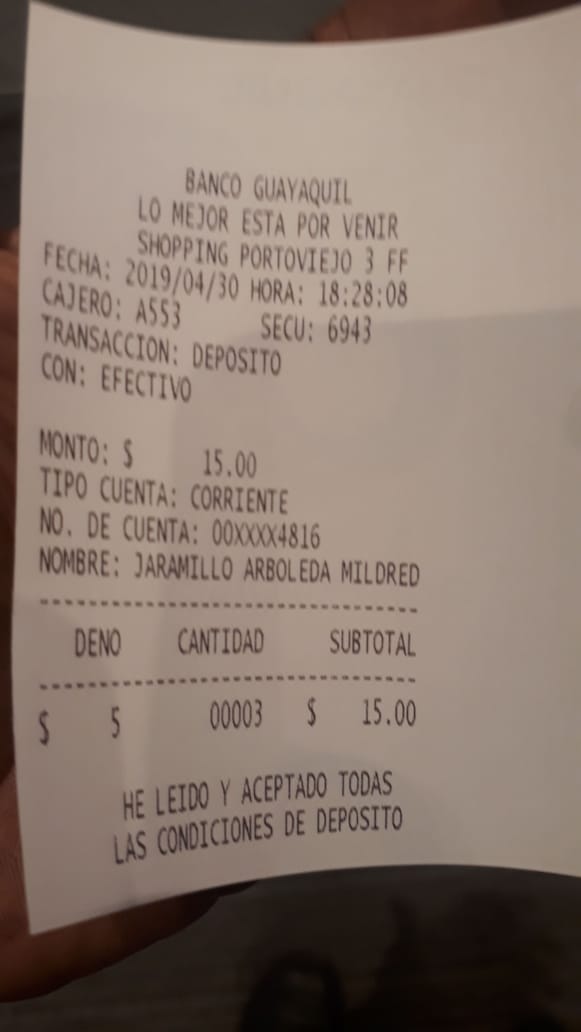 BANCO GUAYAQUIL
LO MEJOR ESTA POR VENIR
SHOPPING PORTOVIEJO 3 FF
FECHA: 2019/04/30 HORA: 18:28:08
CAJERO: A553 SECU: 6943
TRANSACCION: DEPOSITO
CON: EFECTIVO
MONTO: $ 15.00
TIPO CUENTA: CORRIENTE
NO. DE CUENTA: 00XXXX4816
NOMBRE: JARAMILLO ARBOLEDA MILDRED
--------------------------------
DENO CANTIDAD SUBTOTAL
--------------------------------
$ 5 00003 $ 15.00
HE LEIDO Y ACEPTADO TODAS
LAS CONDICIONES DE DEPOSITO